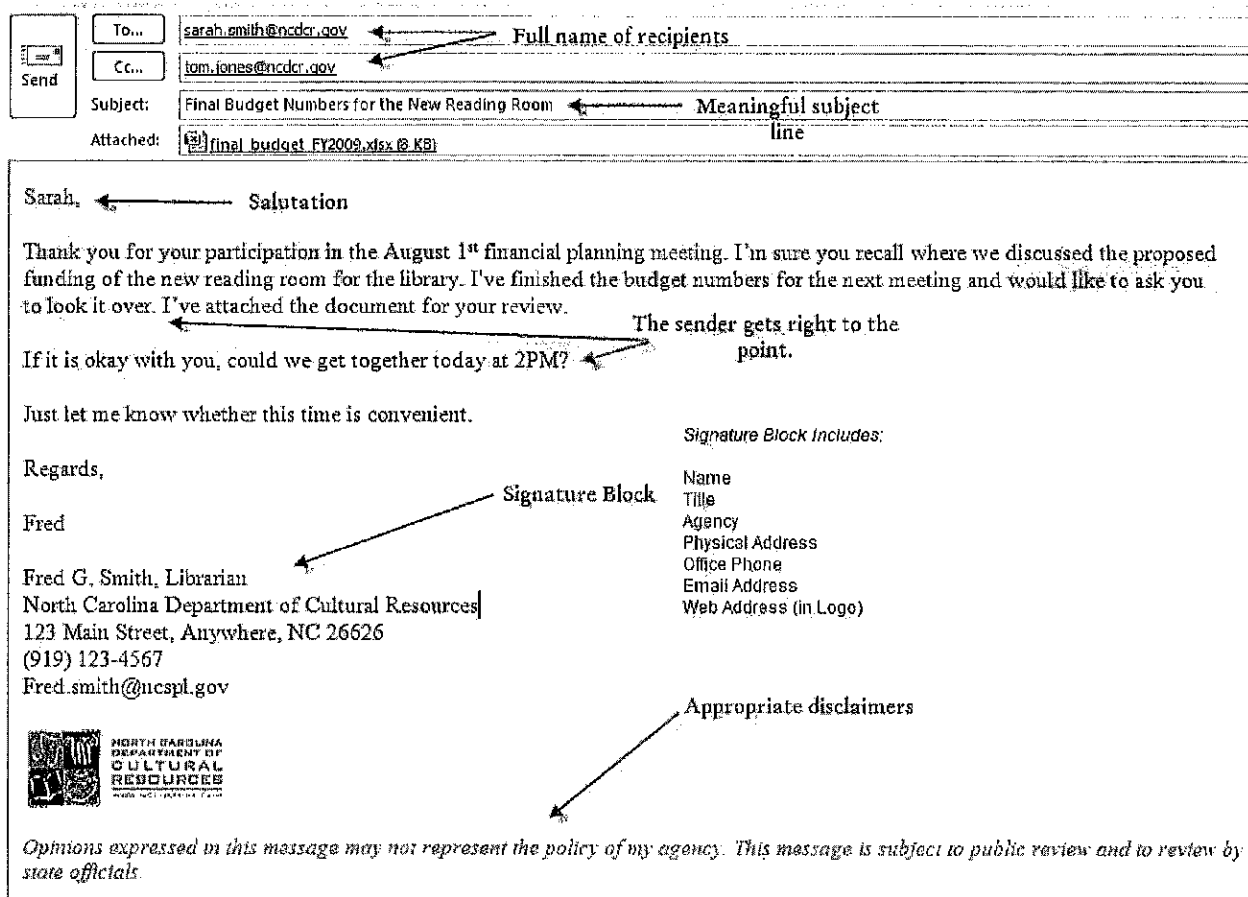 To...
sarah.smith@ncdcr.gov
Full name of recipients
Send
Cc...
tom.jones@ncdcr.gov
Subject:
Final Budget Numbers for the New Reading Room
Meaningful subject
line
Attached:
final_budget_FY2009.xlsx (8 KB)
Sarah,
Salutation
Thank you for your participation in the August 1st financial planning meeting. I'm sure you recall where we discussed the proposed
funding of the new reading room for the library. I've finished the budget numbers for the next meeting and would like to ask you
to look it over. I've attached the document for your review.
The sender gets right to the
point.
If it is okay with you, could we get together today at 2PM?
Just let me know whether this time is convenient.
Signature Block Includes:
Regards,
Name
Signature Block
Title
Fred
Agency
Physical Address
Office Phone
Fred G. Smith, Librarian
Email Address
North Carolina Department of Cultural Resources
Web Address (in Logo)
123 Main Street, Anywhere, NC 26626
(919) 123-4567
Fred.smith@ncspl.gov
Appropriate disclaimers
NORTH CAROLINA
DEPARTMENT OF
CULTURAL
RESOURCES
Opinions expressed in this message may not represent the policy of my agency. This message is subject to public review and to review by
state officials.